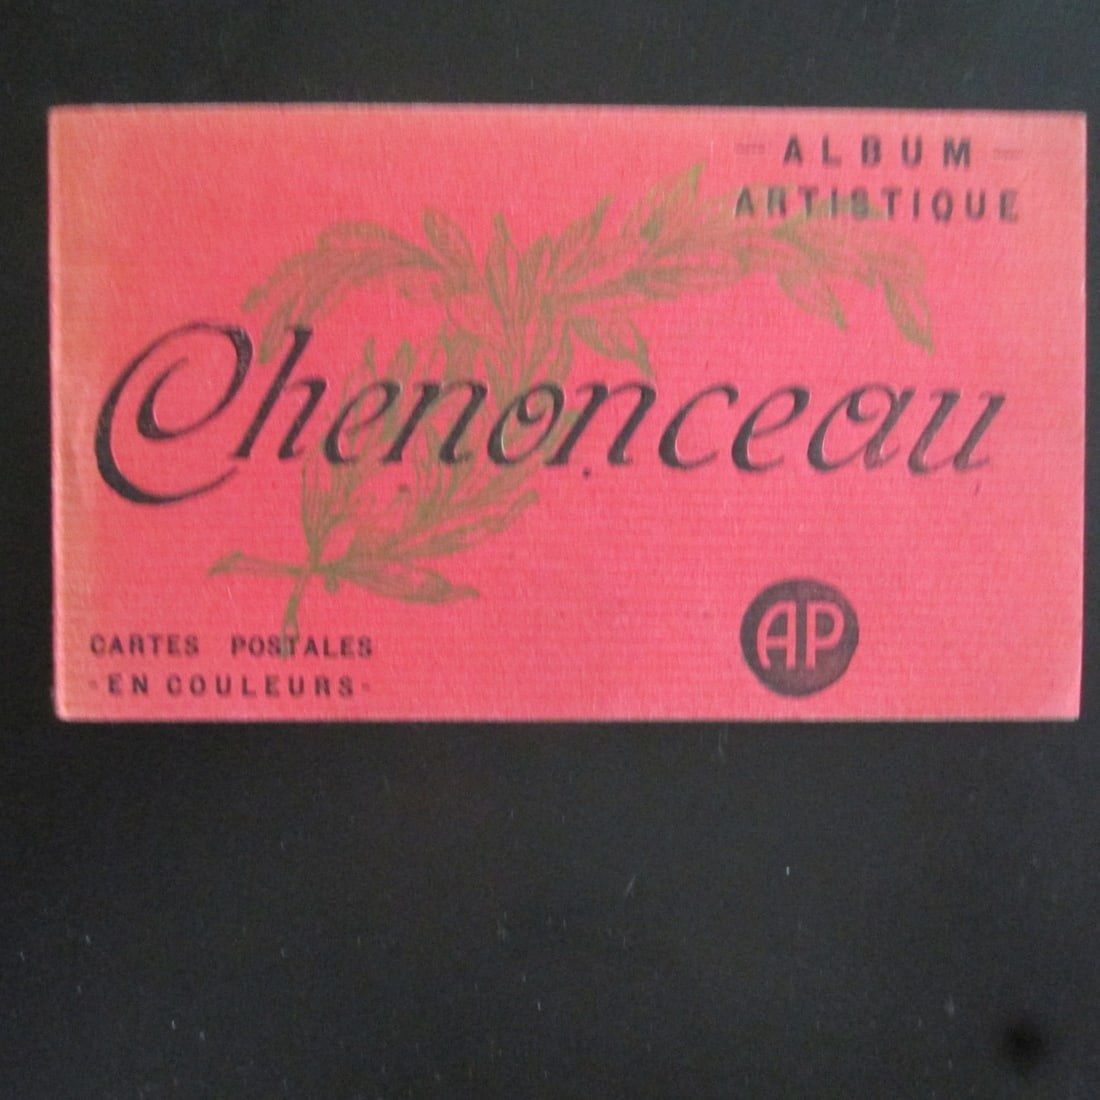 — ALBUM —
ARTISTIQUE
Chenonceau
CARTES POSTALES
- EN COULEURS -
AP